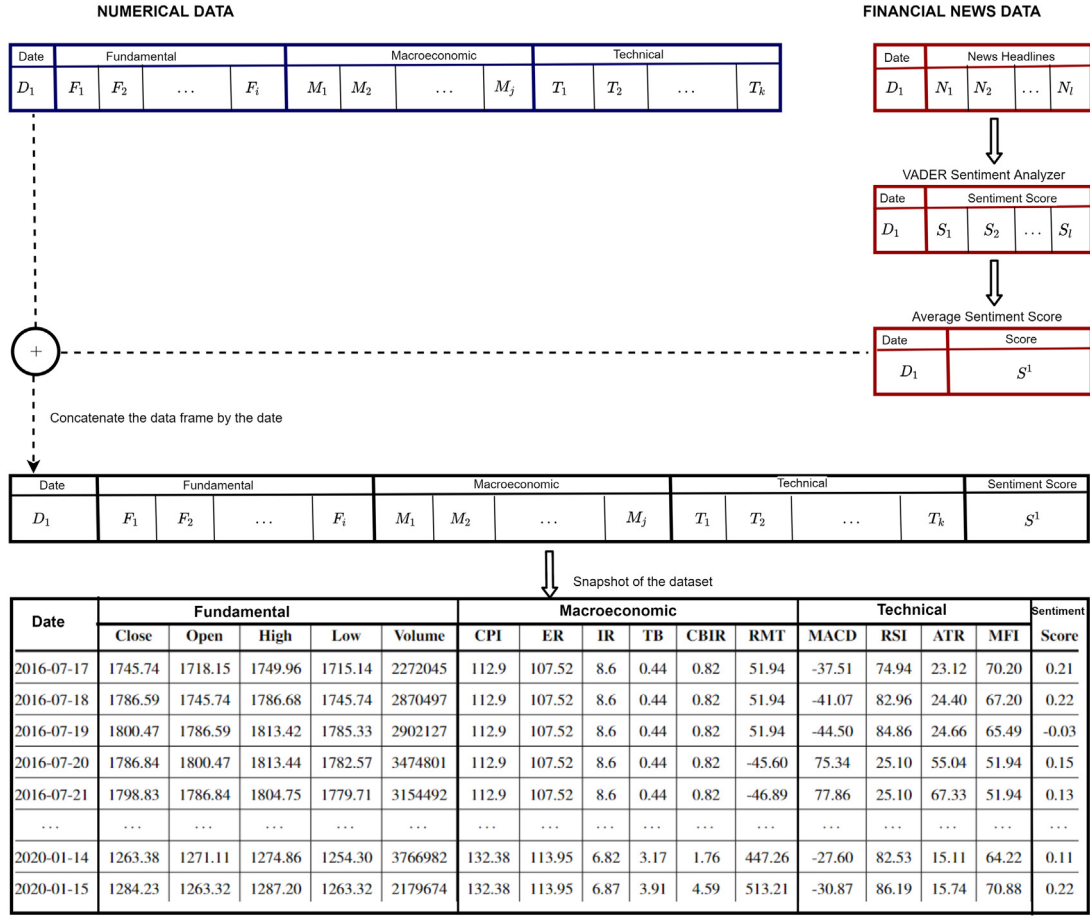 NUMERICAL DATA FINANCIAL NEWS DATA
Date Fundamental Macroeconomic Technical
D₁ F₁ F₂ ... Fᵢ M₁ M₂ ... Mⱼ T₁ T₂ ... Tₖ
Date News Headlines
D₁ N₁ N₂ ... Nₗ
VADER Sentiment Analyzer
Date Sentiment Score
D₁ S₁ S₂ ... Sₗ
Average Sentiment Score
Date Score
D₁ S¹
+
Concatenate the data frame by the date
Date Fundamental Macroeconomic Technical Sentiment Score
D₁ F₁ F₂ ... Fᵢ M₁ M₂ ... Mⱼ T₁ T₂ ... Tₖ S¹
Snapshot of the dataset
Date Fundamental Macroeconomic Technical Sentiment
Close Open High Low Volume CPI ER IR TB CBIR RMT MACD RSI ATR MFI Score
2016-07-17 1745.74 1718.15 1749.96 1715.14 2272045 112.9 107.52 8.6 0.44 0.82 51.94 -37.51 74.94 23.12 70.20 0.21
2016-07-18 1786.59 1745.74 1786.68 1745.74 2870497 112.9 107.52 8.6 0.44 0.82 51.94 -41.07 82.96 24.40 67.20 0.22
2016-07-19 1800.47 1786.59 1813.42 1785.33 2902127 112.9 107.52 8.6 0.44 0.82 51.94 -44.50 84.86 24.66 65.49 -0.03
2016-07-20 1786.84 1800.47 1813.44 1782.57 3474801 112.9 107.52 8.6 0.44 0.82 -45.60 75.34 25.10 55.04 51.94 0.15
2016-07-21 1798.83 1786.84 1804.75 1779.71 3154492 112.9 107.52 8.6 0.44 0.82 -46.89 77.86 25.10 67.33 51.94 0.13
... ... ... ... ... ... ... ... ... ... ... ... ... ... ... ... ...
2020-01-14 1263.38 1271.11 1274.86 1254.30 3766982 132.38 113.95 6.82 3.17 1.76 447.26 -27.60 82.53 15.11 64.22 0.11
2020-01-15 1284.23 1263.32 1287.20 1263.32 2179674 132.38 113.95 6.87 3.91 4.59 513.21 -30.87 86.19 15.74 70.88 0.22